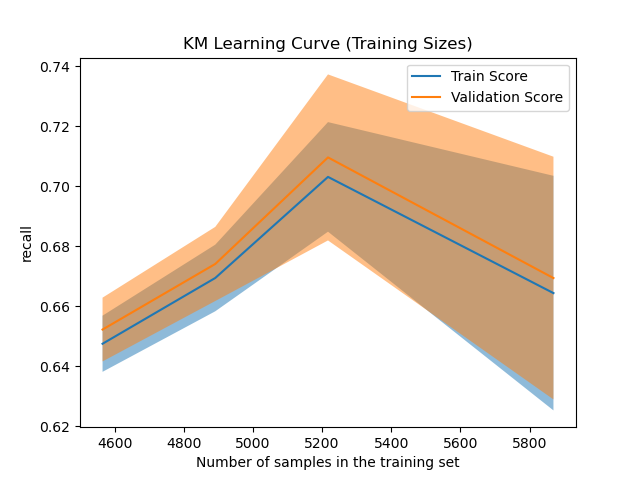 KM Learning Curve (Training Sizes)
Train Score
Validation Score
0.74
0.72
0.70
0.68
0.66
0.64
0.62
recall
4600 4800 5000 5200 5400 5600 5800
Number of samples in the training set